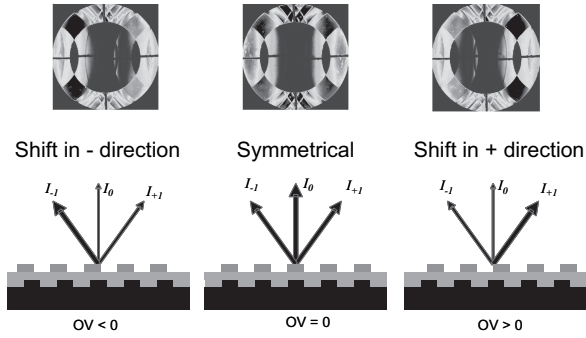 Shift in - direction
Symmetrical
Shift in + direction
I-1
I0
I+1
I-1
I0
I+1
I-1
I0
I+1
OV < 0
OV = 0
OV > 0